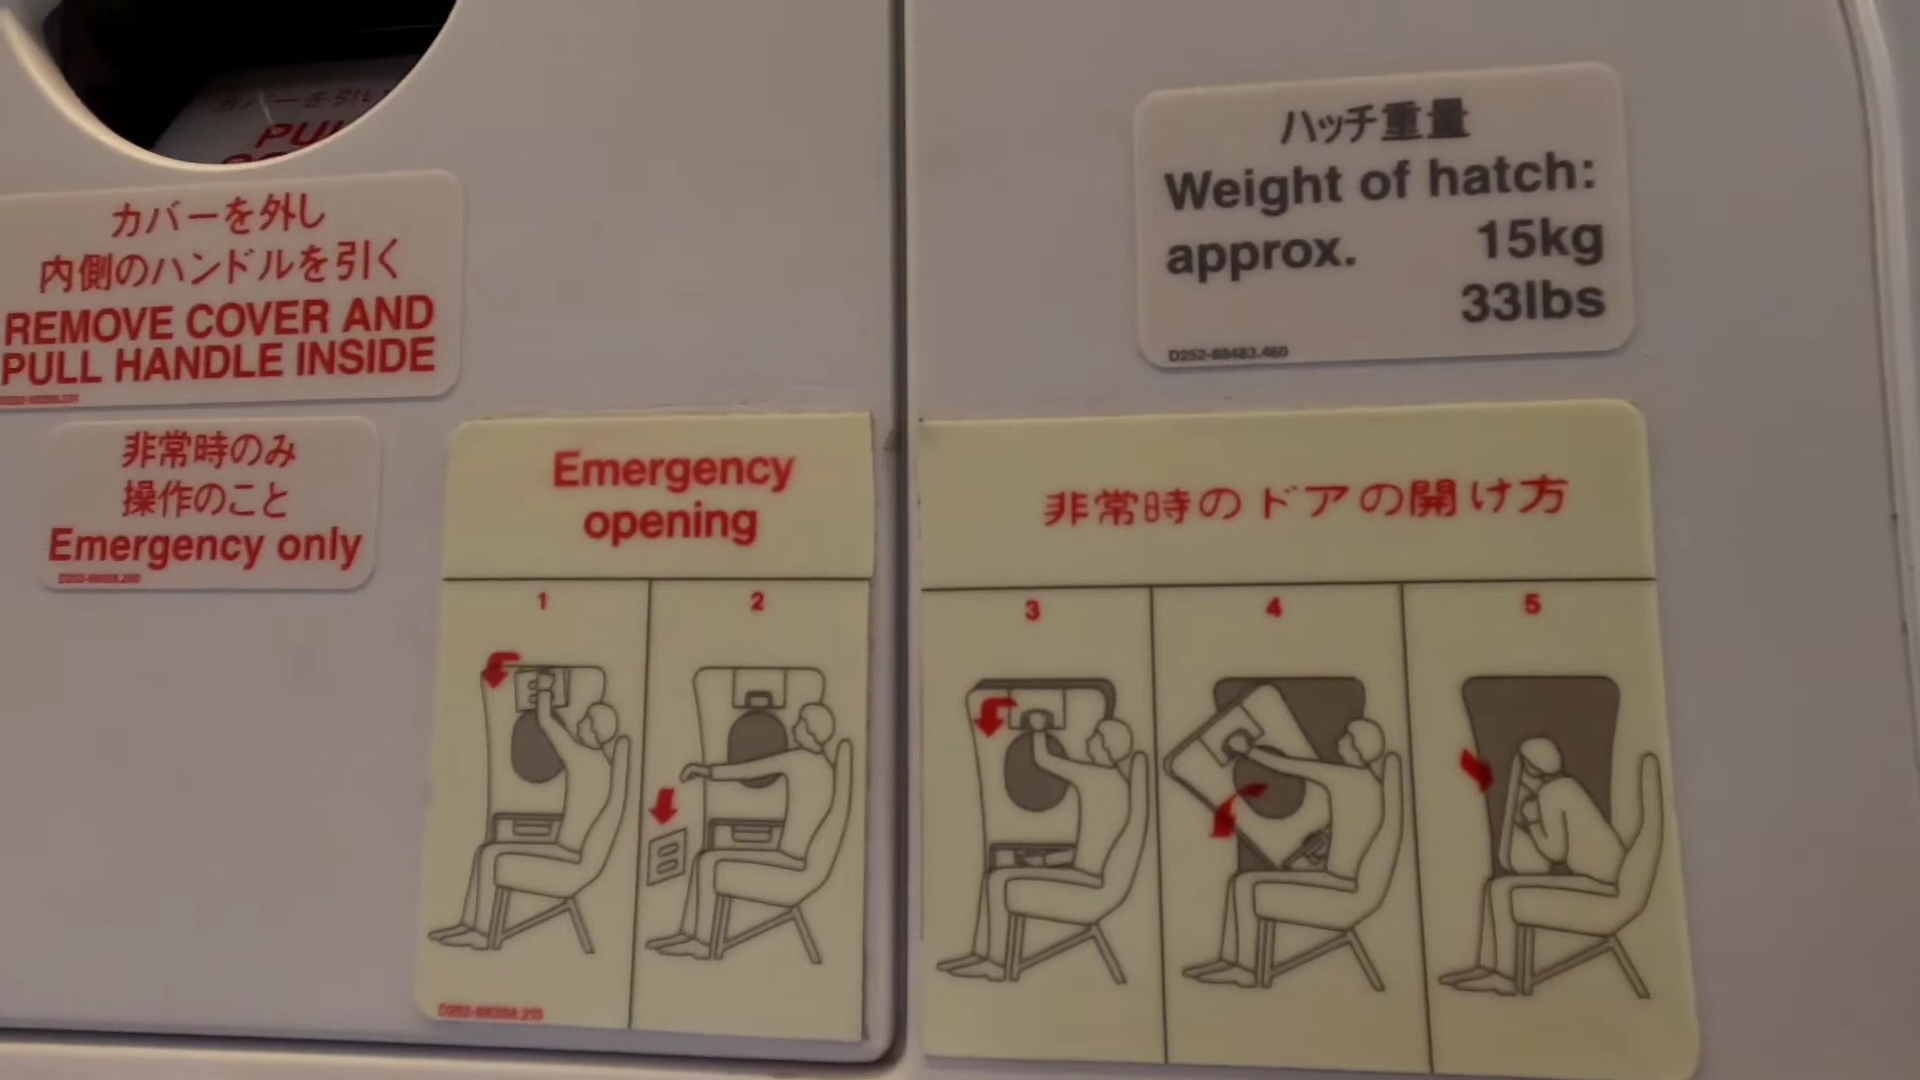 カバーを外し
内側のハンドルを引く
REMOVE COVER AND
PULL HANDLE INSIDE
非常時のみ
操作のこと
Emergency only
ハッチ重量
Weight of hatch:
approx. 15kg
33lbs
Emergency
opening
非常時のドアの開け方
1
2
3
4
5